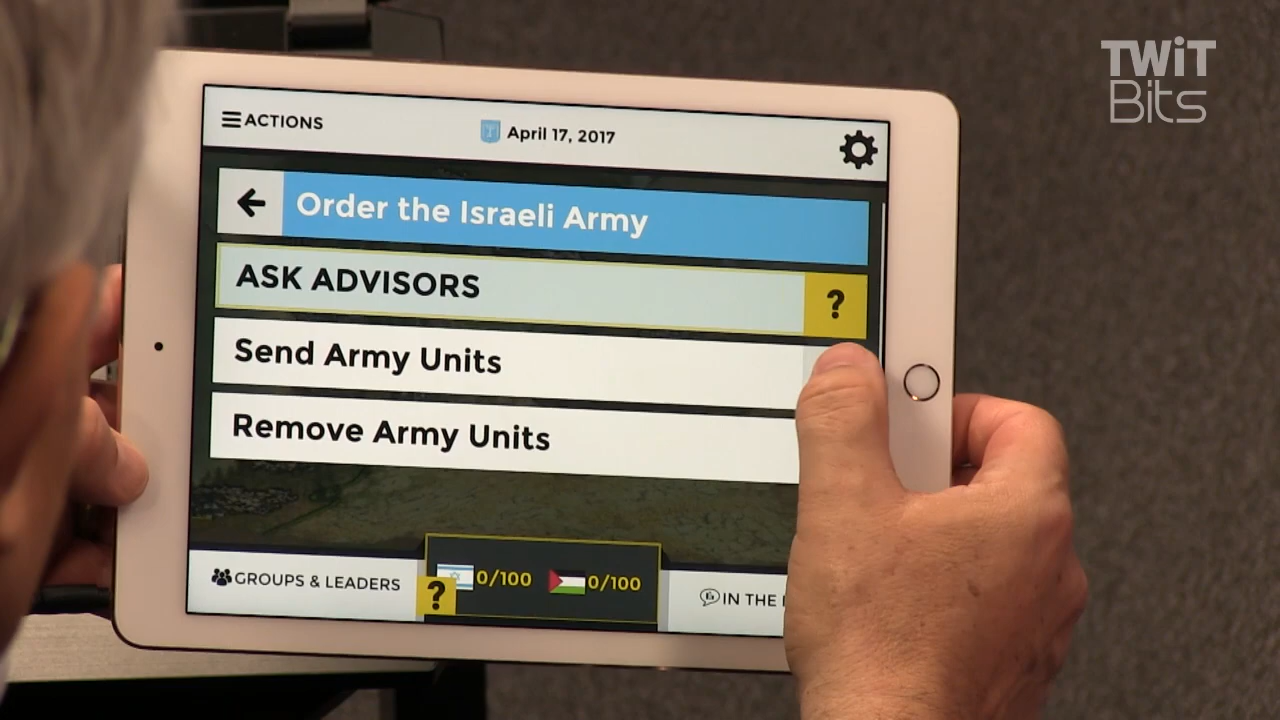 TWiT
Bits
ACTIONS
April 17, 2017
Order the Israeli Army
ASK ADVISORS
?
Send Army Units
Remove Army Units
GROUPS & LEADERS
?
0/100
0/100
IN THE